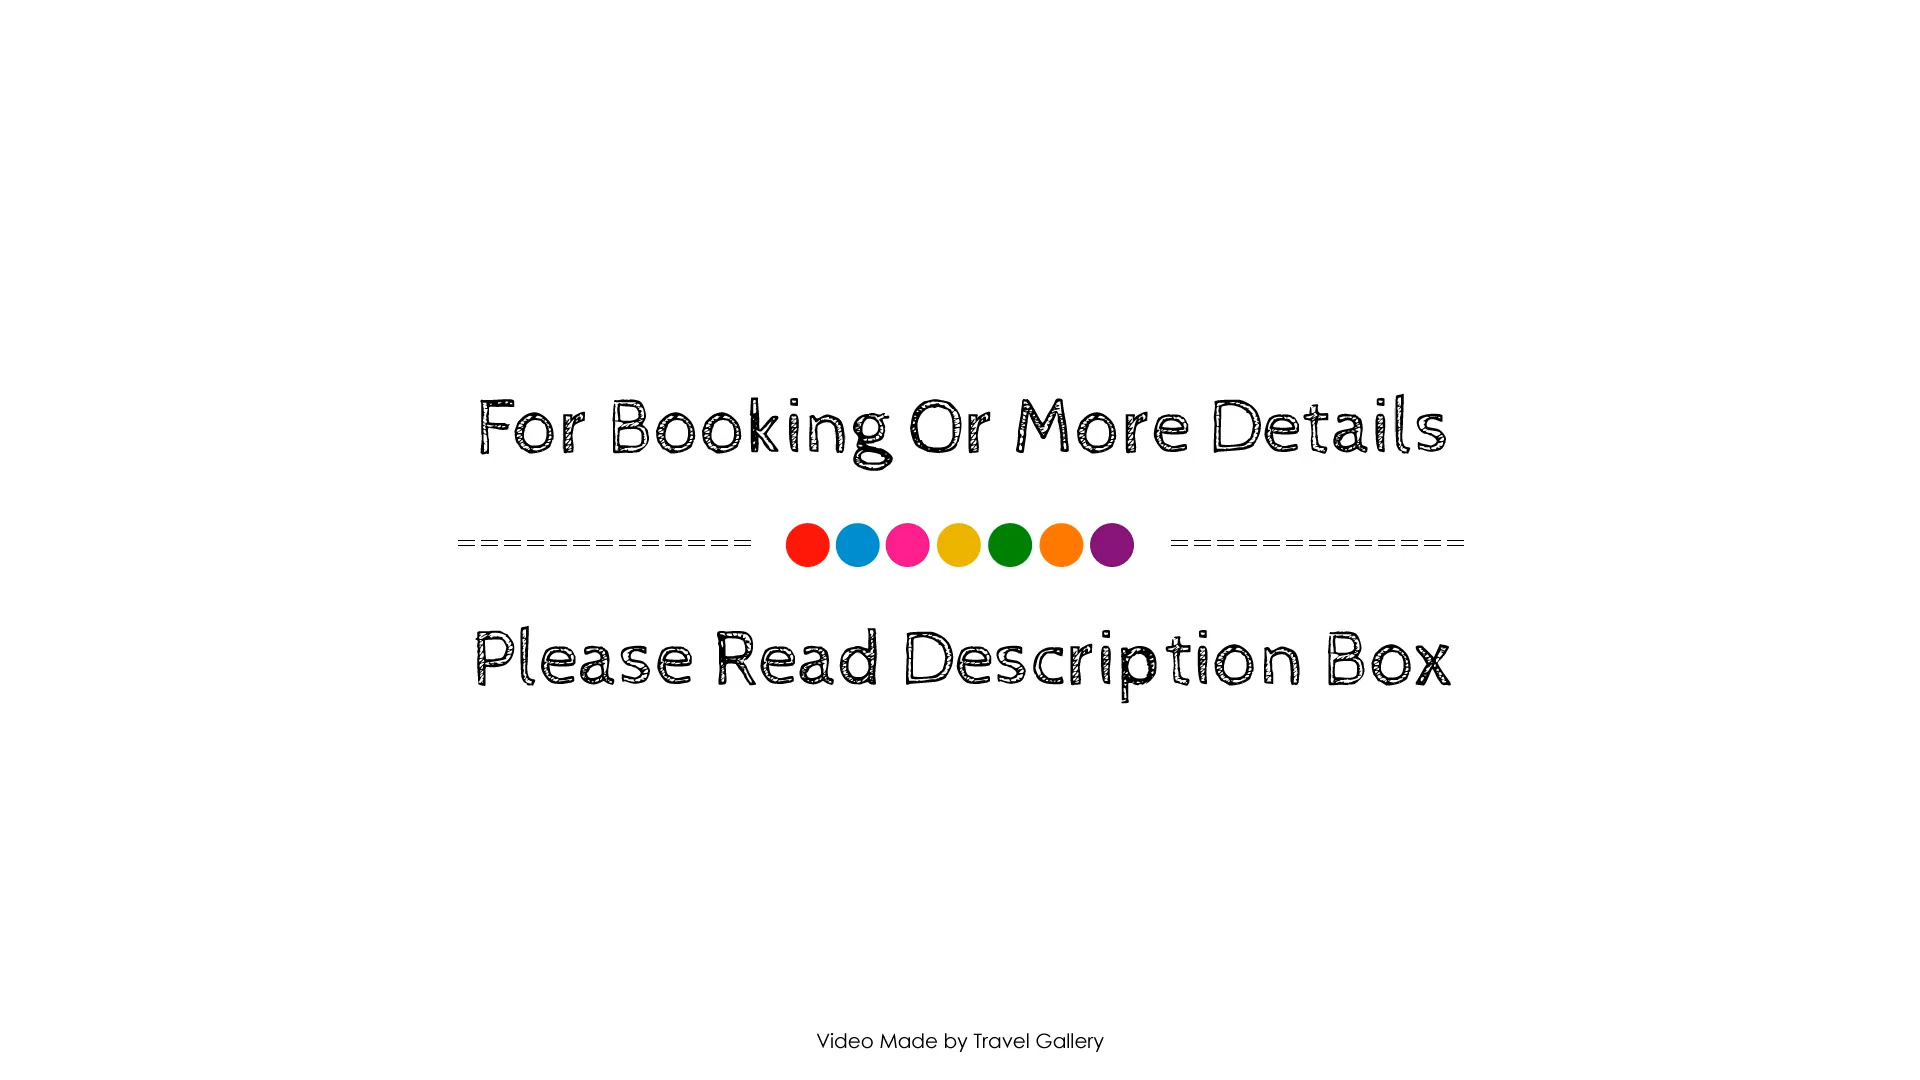 For Booking Or More Details
============= =============
Please Read Description Box
Video Made by Travel Gallery